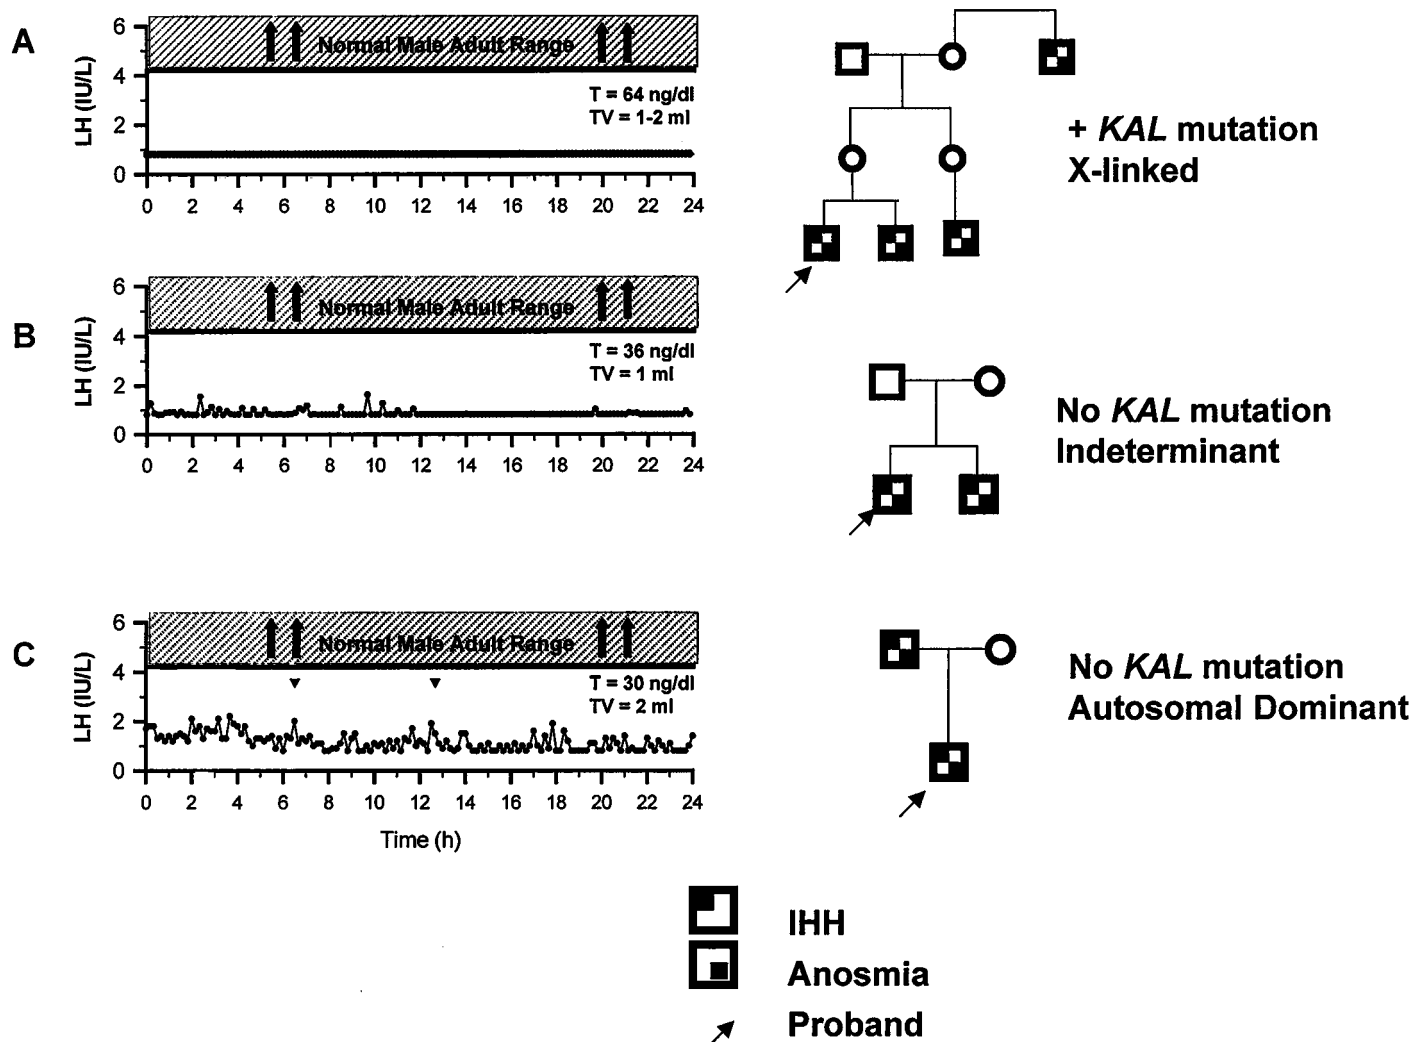 A
LH (IU/L)
6
4
2
0
Normal Male Adult Range
T = 64 ng/dl
TV = 1-2 ml
0 2 4 6 8 10 12 14 16 18 20 22 24
+ KAL mutation
X-linked
B
LH (IU/L)
6
4
2
0
Normal Male Adult Range
T = 36 ng/dl
TV = 1 ml
0 2 4 6 8 10 12 14 16 18 20 22 24
No KAL mutation
Indeterminant
C
LH (IU/L)
6
4
2
0
Normal Male Adult Range
T = 30 ng/dl
TV = 2 ml
0 2 4 6 8 10 12 14 16 18 20 22 24
Time (h)
No KAL mutation
Autosomal Dominant
IHH
Anosmia
Proband